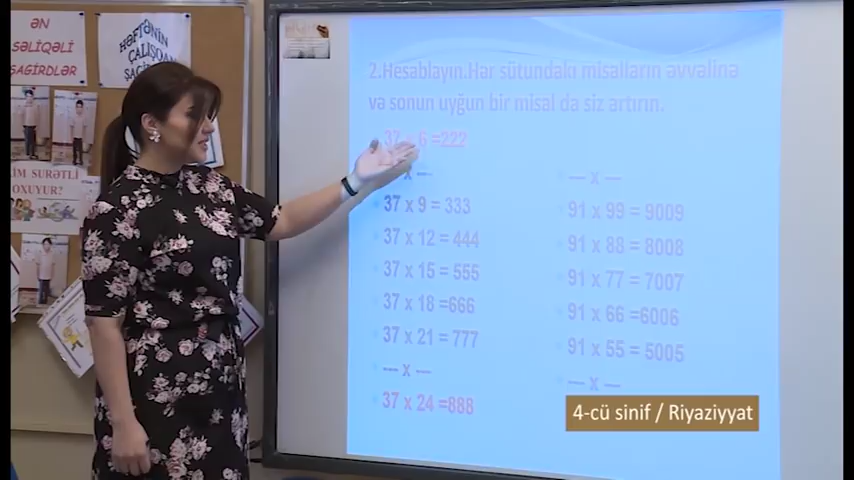 ƏN
SƏLİQƏLİ
ŞAGİRDLƏR
HƏFTƏNİN
ÇALIŞQAN
SURƏTLİ
OXUYUR?
2.Hesablayın.Hər sütundakı misalların əvvəlinə
və sonun uyğun bir misal da siz artırın.
37 x 6 =222
--- x ---
37 x 9 = 333
37 x 12 = 444
37 x 15 = 555
37 x 18 =666
37 x 21 = 777
--- x ---
37 x 24 =888
--- x ---
91 x 99 = 9009
91 x 88 = 8008
91 x 77 = 7007
91 x 66 = 6006
91 x 55 = 5005
--- x ---
4-cü sinif / Riyaziyyat